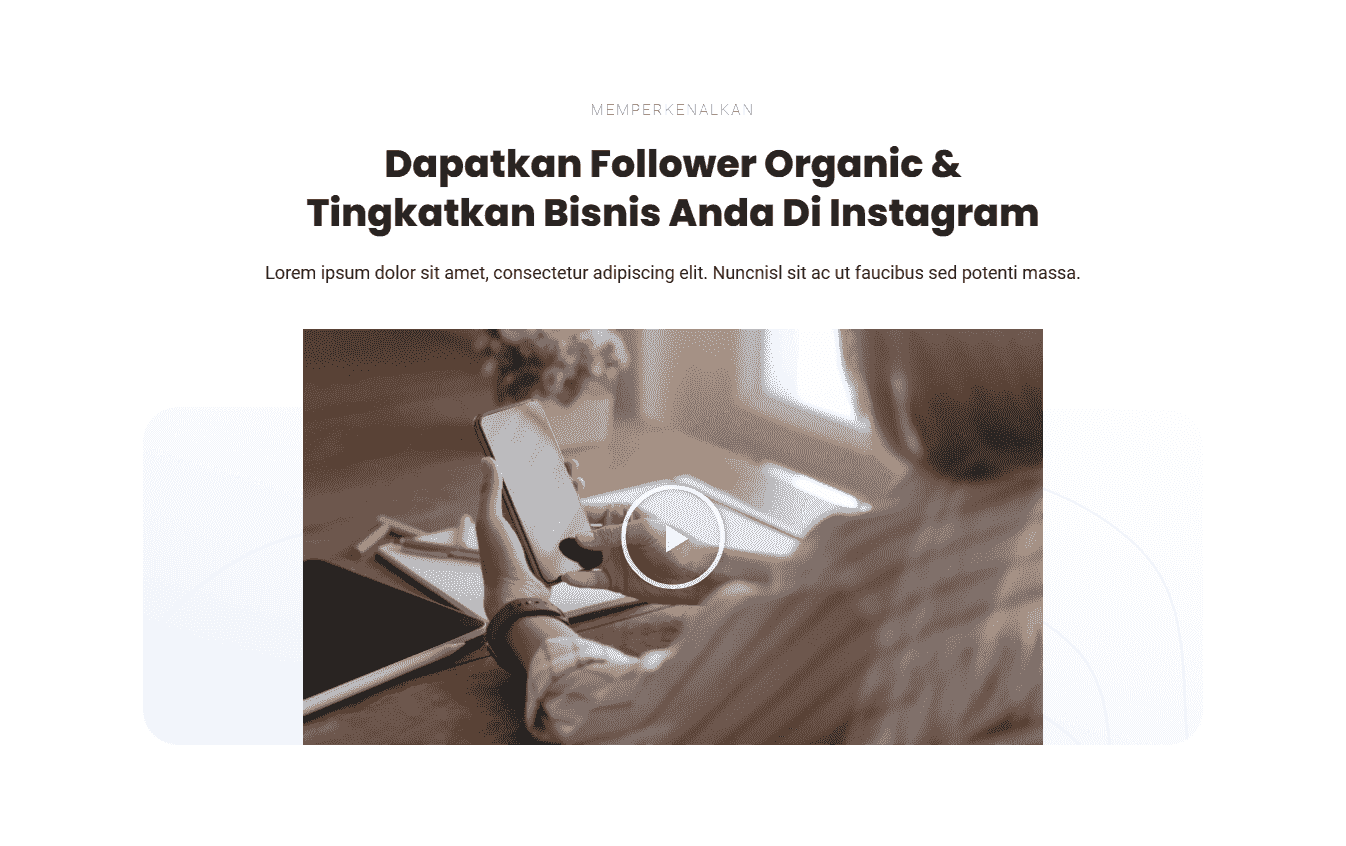 MEMPERKENALKAN
Dapatkan Follower Organic &
Tingkatkan Bisnis Anda Di Instagram
Lorem ipsum dolor sit amet, consectetur adipiscing elit. Nuncnisl sit ac ut faucibus sed potenti massa.